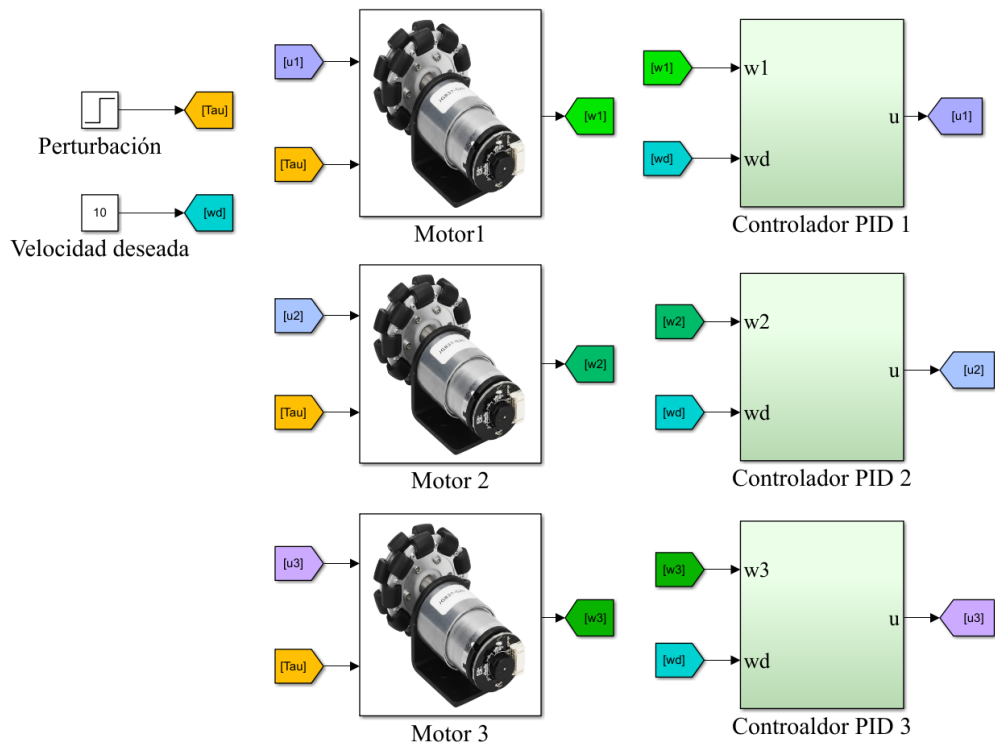 [u1]
[w1]
[w1]
[Tau]
Perturbación
[u1]
w1
u
[Tau]
[wd]
wd
10
[wd]
Velocidad deseada
Motor1
Controlador PID 1
[u2]
[w2]
w2
[w2]
u
[u2]
[Tau]
[wd]
wd
Motor 2
Controlador PID 2
[u3]
[w3]
w3
[w3]
u
[u3]
[Tau]
[wd]
wd
Motor 3
Controaldor PID 3